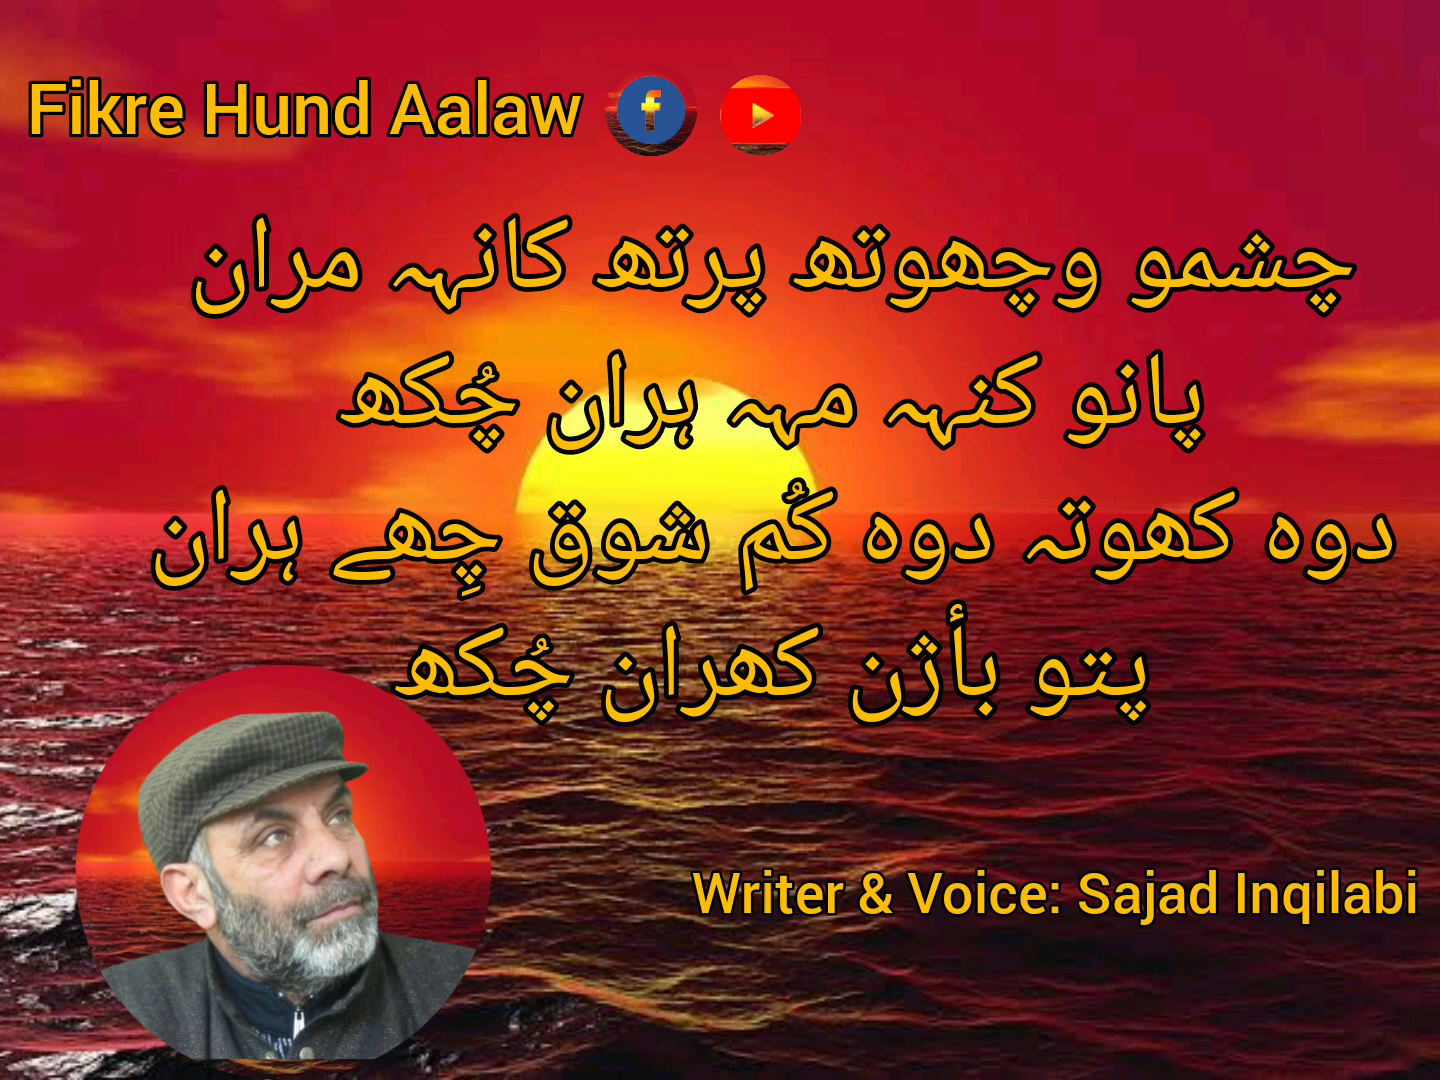 Fikre Hund Aalaw
چشمو وچھوتھ پرتھ کانہہ مران
پانو کنہہ مہہ ہران چُکھ
دوہ کھوتہ دوہ کُمِ شوق چِھے ہران
پتو بأژن کھران چُکھ
Writer & Voice: Sajad Inqilabi